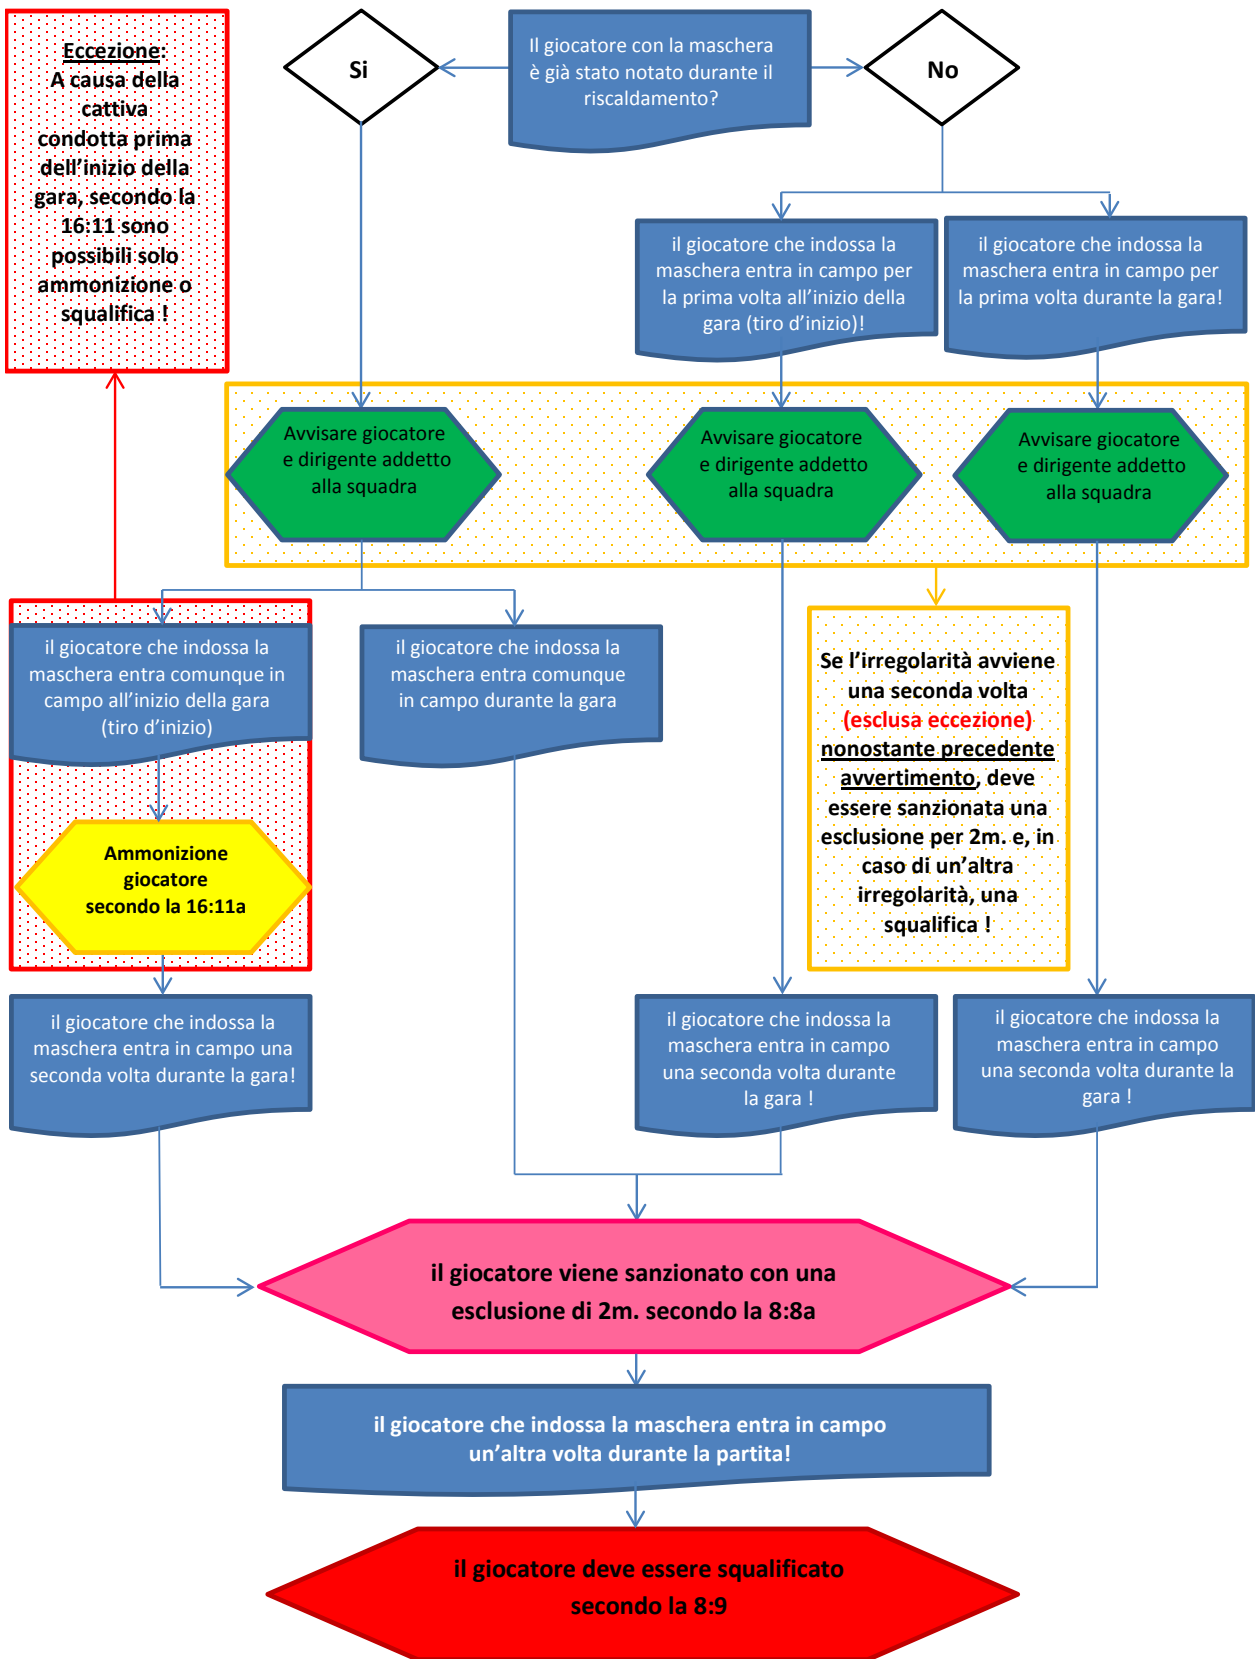 Eccezione:
A causa della
cattiva
condotta prima
dell'inizio della
gara, secondo la
16:11 sono
possibili solo
ammonizione o
squalifica !
Si
Il giocatore con la maschera
è già stato notato durante il
riscaldamento?
No
il giocatore che indossa la
maschera entra in campo per
la prima volta all'inizio della
gara (tiro d'inizio)!
il giocatore che indossa la
maschera entra in campo per
la prima volta durante la gara!
Avvisare giocatore
e dirigente addetto
alla squadra
Avvisare giocatore
e dirigente addetto
alla squadra
Avvisare giocatore
e dirigente addetto
alla squadra
il giocatore che indossa la
maschera entra comunque in
campo all'inizio della gara
(tiro d'inizio)
il giocatore che indossa la
maschera entra comunque
in campo durante la gara
Se l'irregolarità avviene
una seconda volta
(esclusa eccezione)
nonostante precedente
avvertimento, deve
essere sanzionata una
esclusione per 2m. e, in
caso di un'altra
irregolarità, una
squalifica !
Ammonizione
giocatore
secondo la 16:11a
il giocatore che indossa la
maschera entra in campo una
seconda volta durante la gara!
il giocatore che indossa la
maschera entra in campo
una seconda volta durante
la gara !
il giocatore che indossa la
maschera entra in campo
una seconda volta durante la
gara !
il giocatore viene sanzionato con una
esclusione di 2m. secondo la 8:8a
il giocatore che indossa la maschera entra in campo
un'altra volta durante la partita!
il giocatore deve essere squalificato
secondo la 8:9